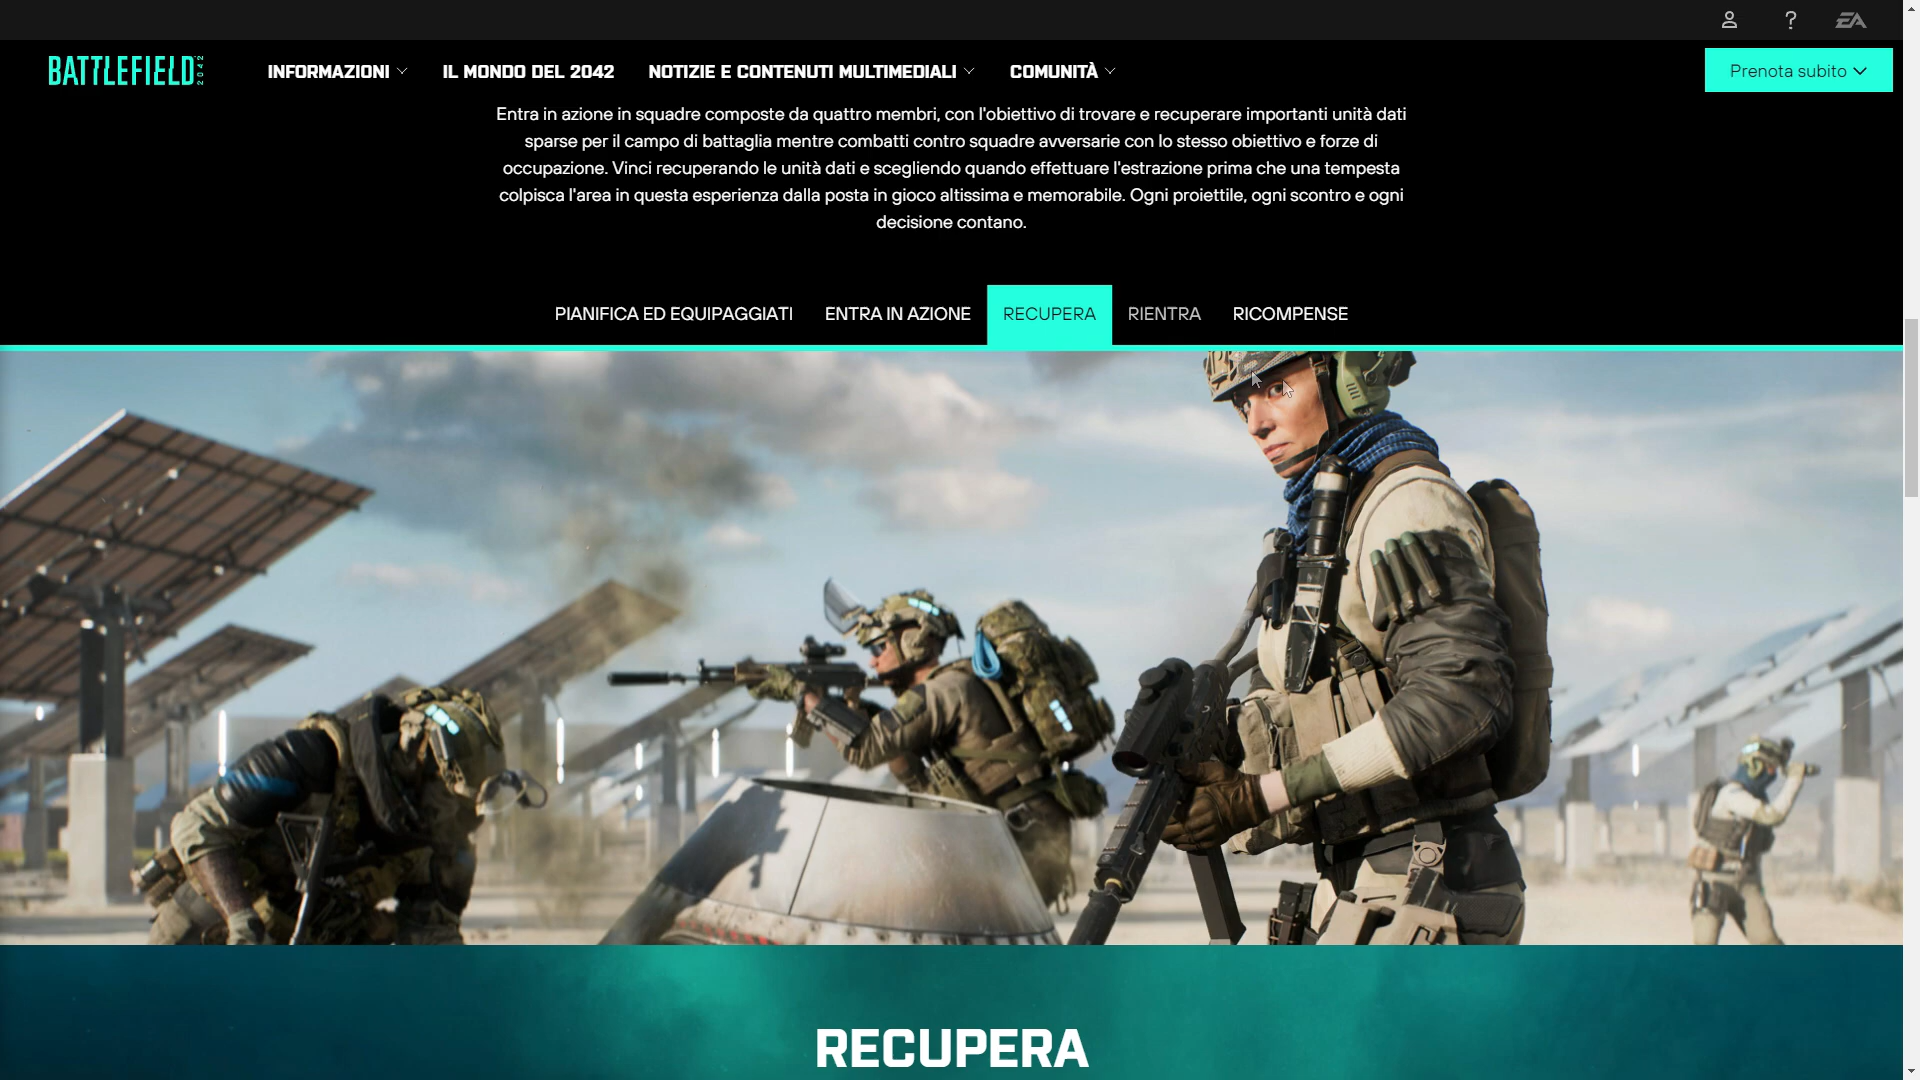 EA
BATTLEFIELD 2042
INFORMAZIONI
IL MONDO DEL 2042
NOTIZIE E CONTENUTI MULTIMEDIALI
COMUNITÀ
Prenota subito
Entra in azione in squadre composte da quattro membri, con l'obiettivo di trovare e recuperare importanti unità dati
sparse per il campo di battaglia mentre combatti contro squadre avversarie con lo stesso obiettivo e forze di
occupazione. Vinci recuperando le unità dati e scegliendo quando effettuare l'estrazione prima che una tempesta
colpisca l'area in questa esperienza dalla posta in gioco altissima e memorabile. Ogni proiettile, ogni scontro e ogni
decisione contano.
PIANIFICA ED EQUIPAGGIATI
ENTRA IN AZIONE
RECUPERA
RIENTRA
RICOMPENSE
RECUPERA